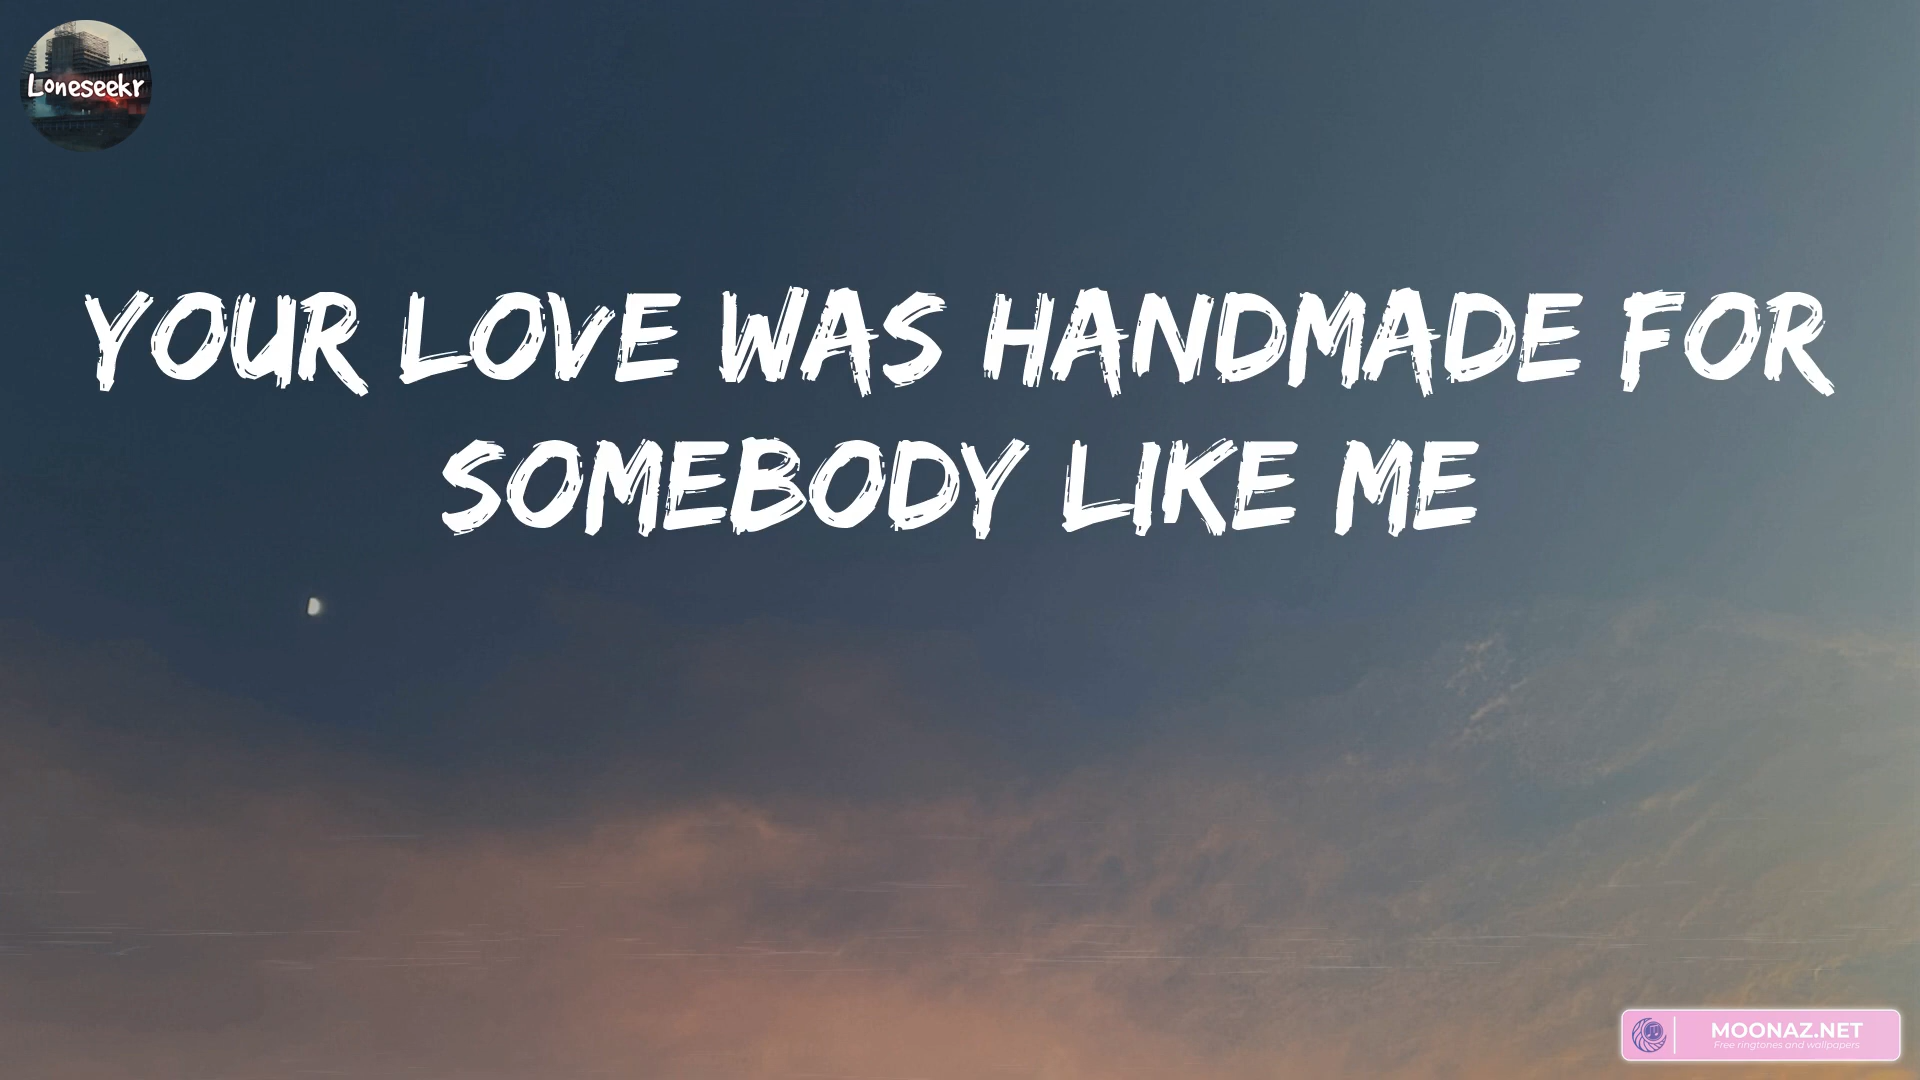 Loneseekr
YOUR LOVE WAS HANDMADE FOR
SOMEBODY LIKE ME
MOONAZ.NET
Free ringtones and wallpapers